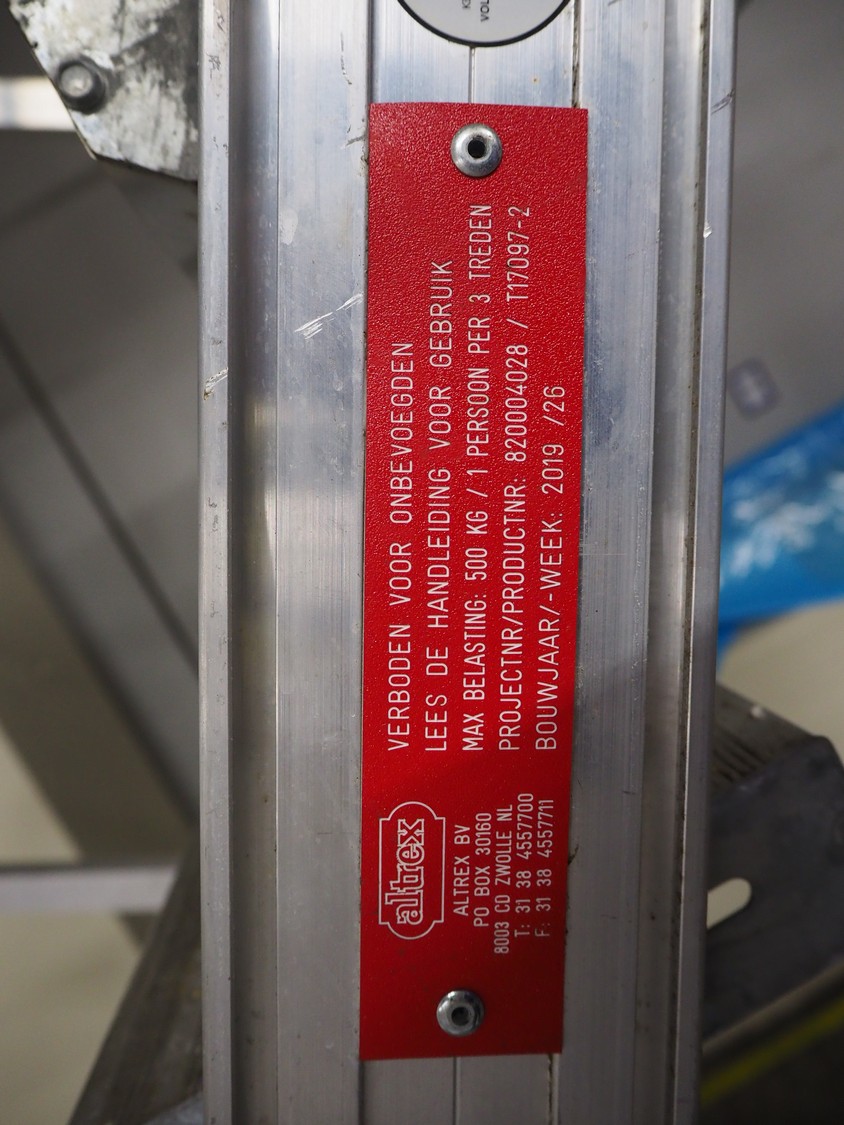 VERBODEN VOOR ONBEVOEGDEN
LEES DE HANDLEIDING VOOR GEBRUIK
MAX BELASTING: 500 KG / 1 PERSOON PER 3 TREDEN
PROJECTNR/PRODUCTNR: 820004028 / T17097-2
BOUWJAAR/-WEEK: 2019 /26
altrex
ALTREX BV
PO BOX 30160
8003 CD ZWOLLE NL
T: 31 38 4557700
F: 31 38 4557711
VOL